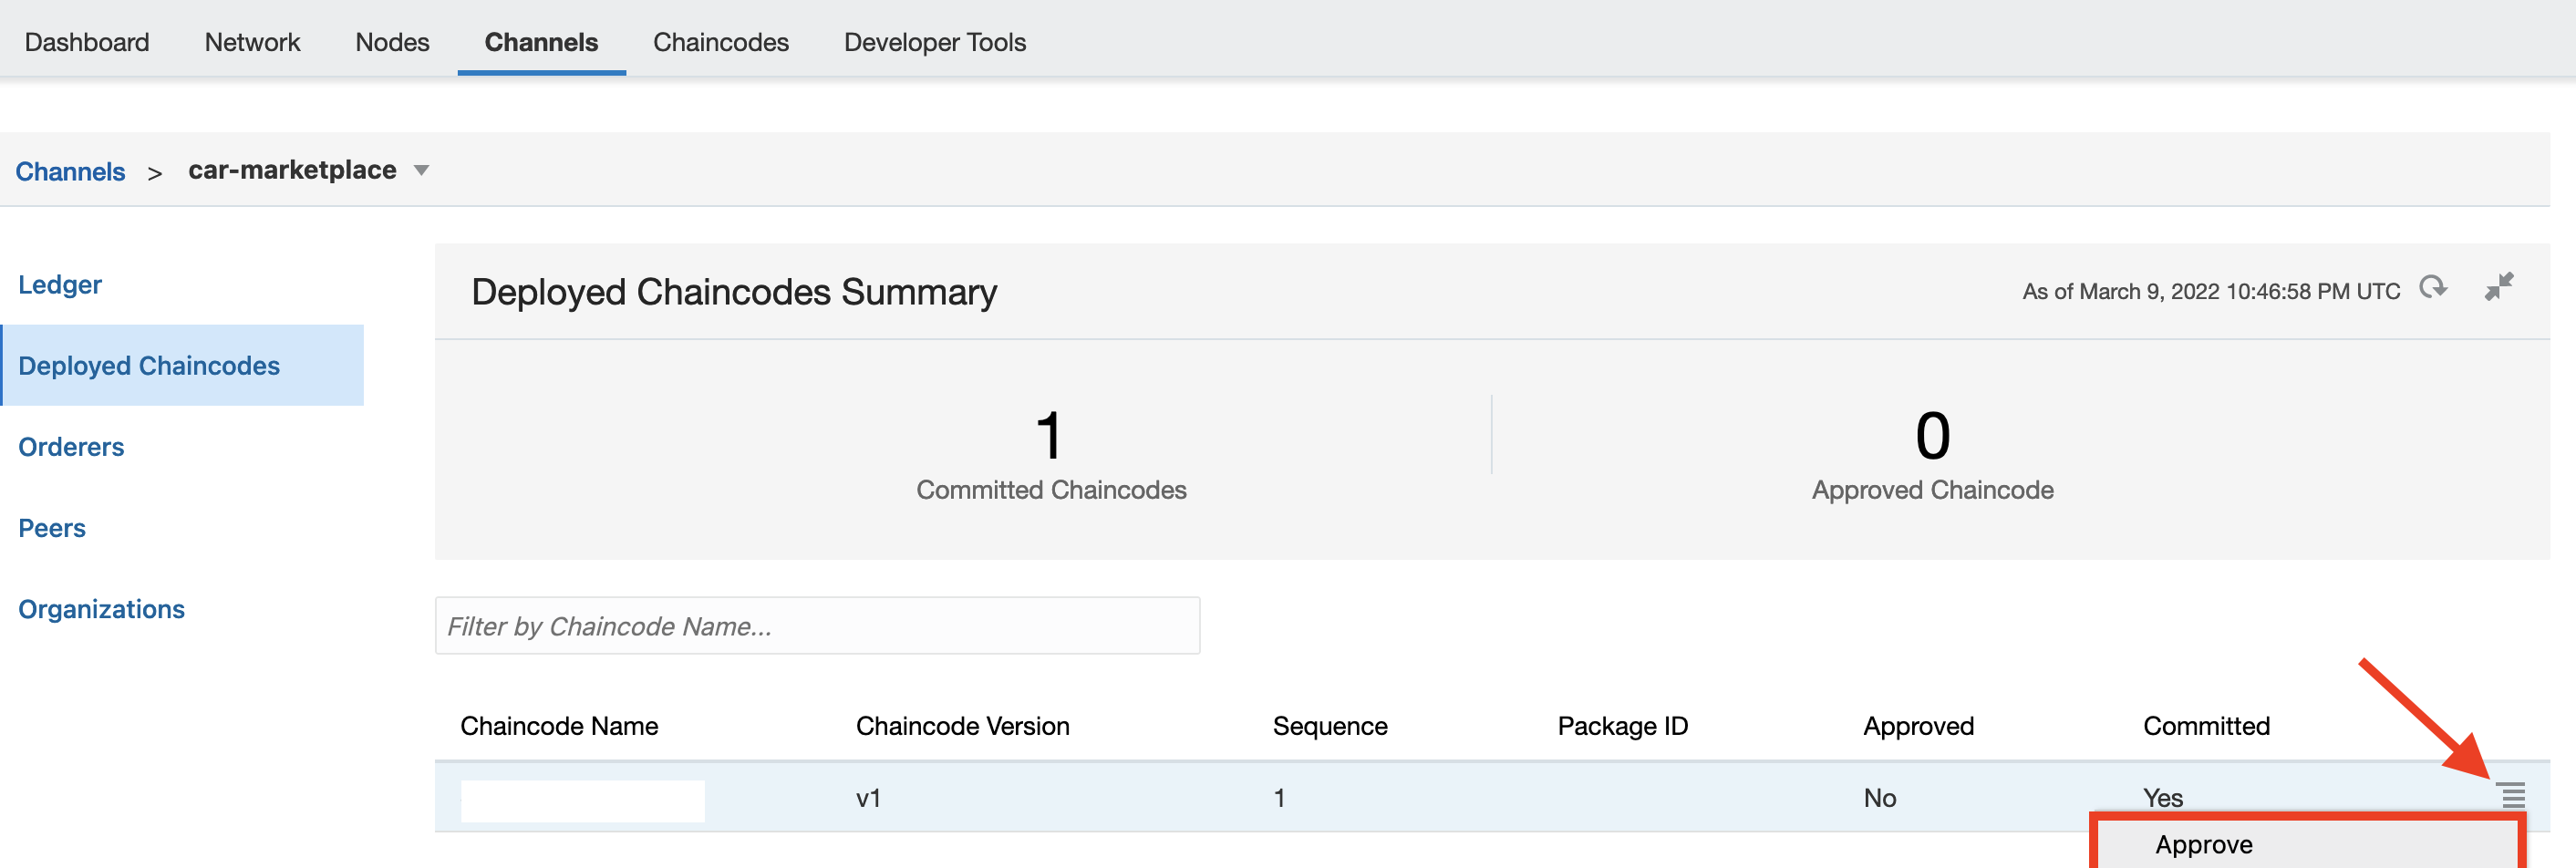 Dashboard Network Nodes Channels Chaincodes Developer Tools
Channels > car-marketplace
Ledger
Deployed Chaincodes
Orderers
Peers
Organizations
Deployed Chaincodes Summary
As of March 9, 2022 10:46:58 PM UTC
1
Committed Chaincodes
0
Approved Chaincode
Filter by Chaincode Name...
Chaincode Name Chaincode Version Sequence Package ID Approved Committed
v1 1 No Yes
Approve